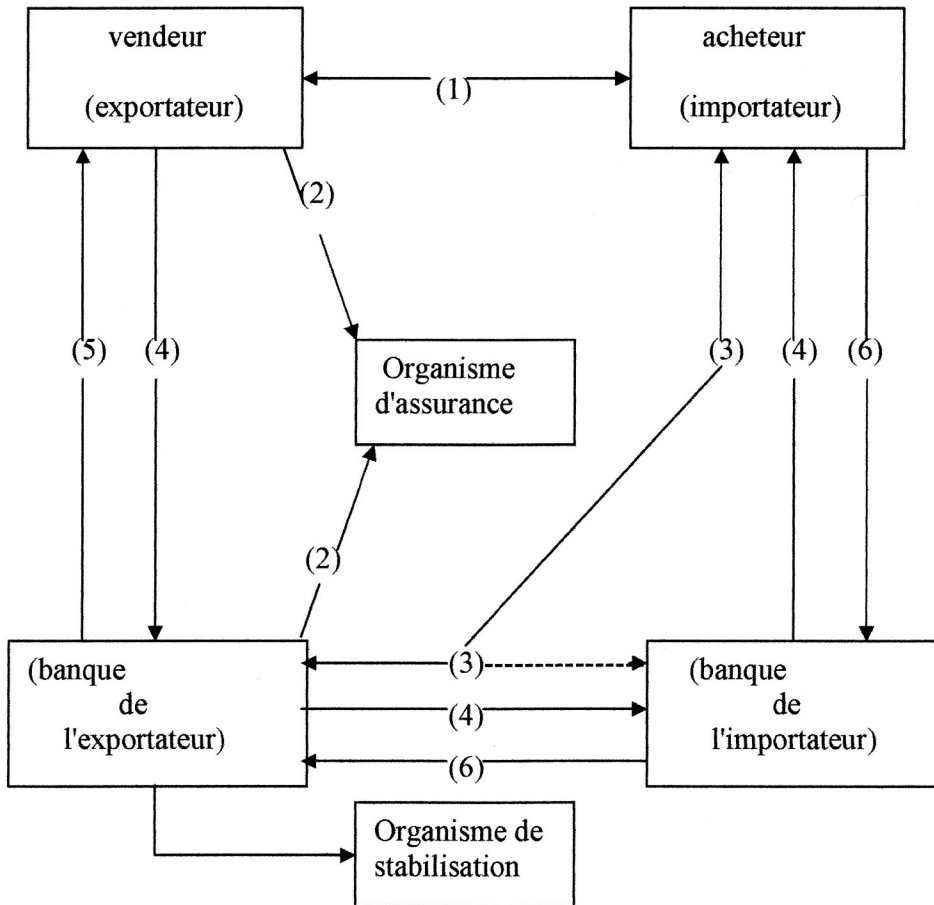 vendeur
(exportateur)
acheteur
(importateur)
(1)
(2)
(5)
(4)
(3)
(4)
(6)
Organisme
d'assurance
(2)
(banque
de
l'exportateur)
(3)
(4)
(6)
(banque
de
l'importateur)
Organisme de
stabilisation